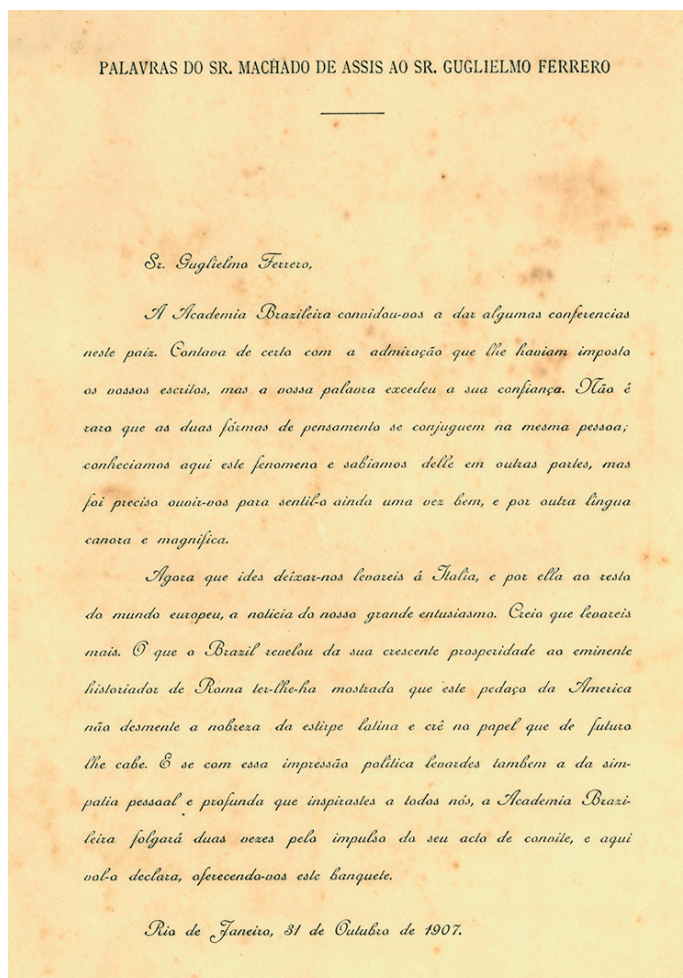 PALAVRAS DO SR. MACHADO DE ASSIS AO SR. GUGLIELMO FERRERO
Sr. Guglielmo Ferrero,
A Academia Brazileira convidou-vos a dar algumas conferencias
neste paiz. Contava de certo com a admiração que lhe haviam imposto
os vossos escritos, mas a vossa palavra excedeu a sua confiança. Não é
raro que as duas fórmas de pensamento se conjuguem na mesma pessoa;
conheciamos aqui este fenomeno e sabiamos delle em outras partes, mas
foi preciso ouvir-vos para sentil-o ainda uma vez bem, e por outra lingua
canora e magnifica.
Agora que ides deixar-nos levareis á Italia, e por ella ao resto
do mundo europeu, a noticia do nosso grande entusiasmo. Creio que levareis
mais. O que o Brazil revelou da sua crescente prosperidade ao eminente
historiador de Roma ter-lhe-ha mostrado que este pedaço da America
não desmente a nobreza da estirpe latina e crê no papel que de futuro
lhe cabe. E se com essa impressão politica levardes tambem a da sim-
patia pessoal e profunda que inspirastes a todos nós, a Academia Brazi-
leira folgará duas vezes pelo impulso do seu acto de convite, e aqui
vol-o declara, oferecendo-vos este banquete.
Rio de Janeiro, 31 de Outubro de 1907.